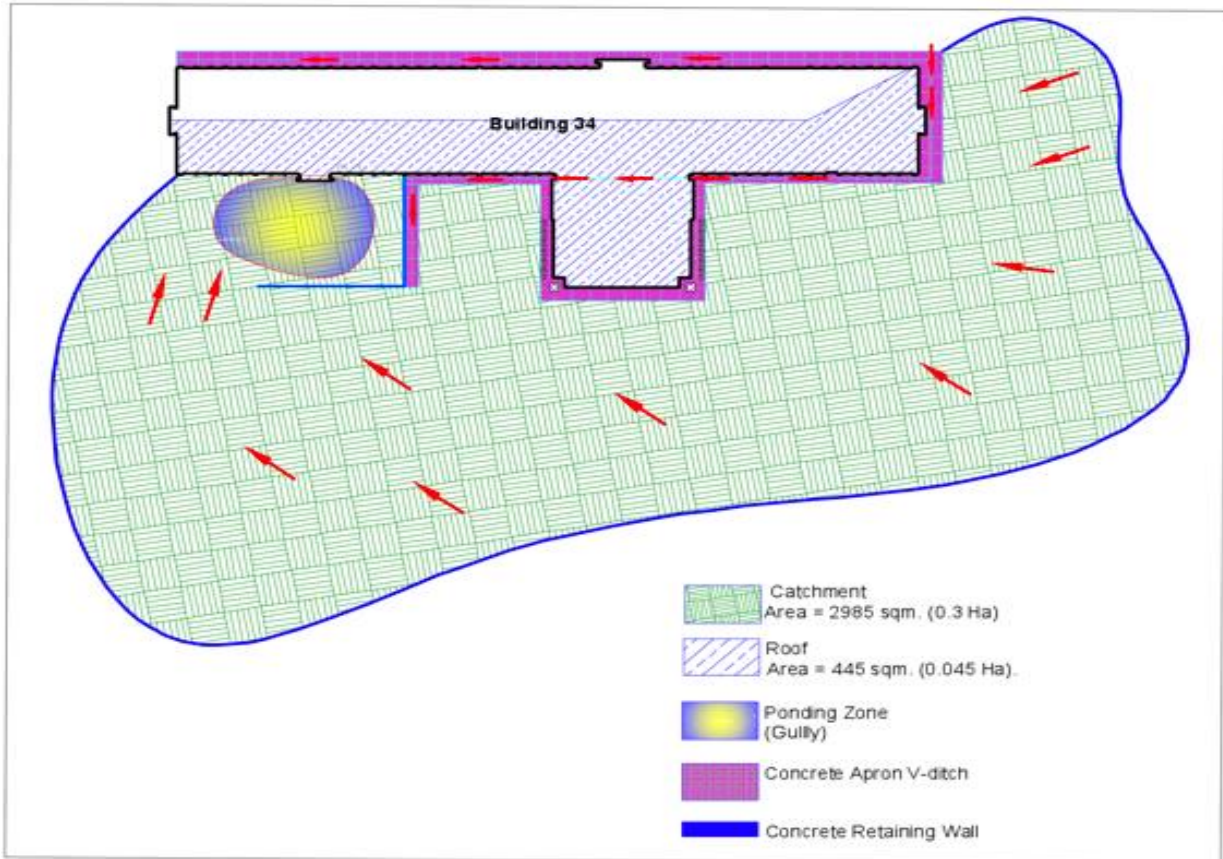 Building 34
Catchment
Area = 2985 sqm. (0.3 Ha)
Roof
Area = 445 sqm. (0.045 Ha).
Ponding Zone
(Gullly)
Concrete Apron V-ditch
Concrete Retaining Wall